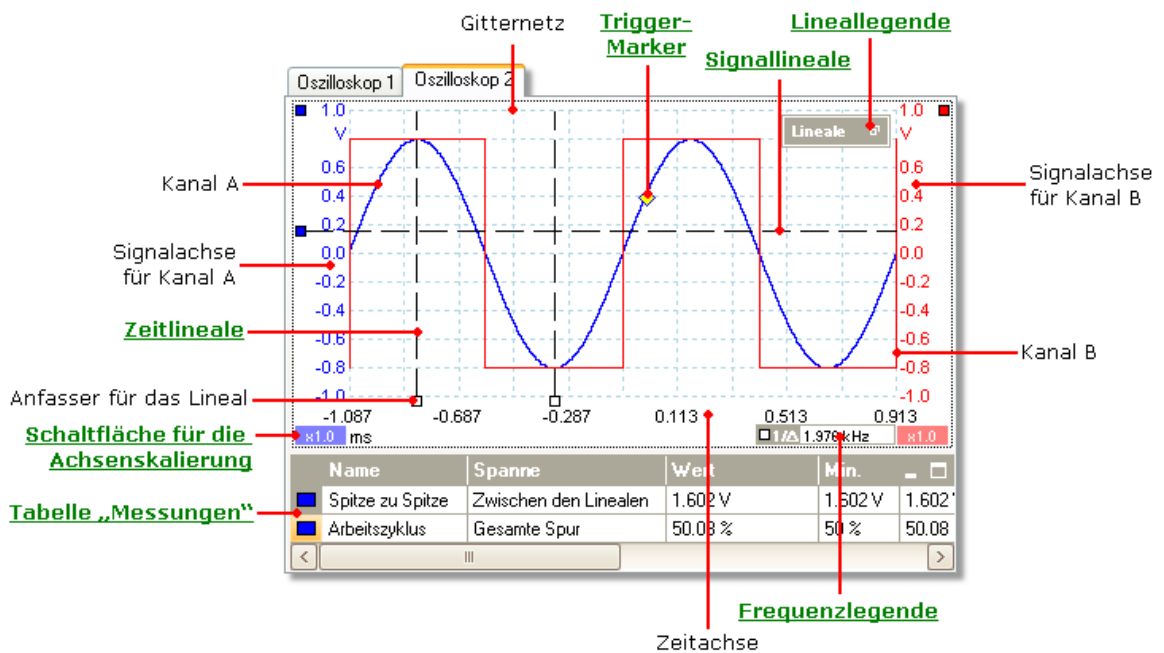 Gitternetz
Trigger-
Marker
Lineallegende
Signallineale
Oszilloskop 1
Oszilloskop 2
1.0
V
0.6
0.4
0.2
0.0
-0.2
-0.4
-0.6
-0.8
-1.0
Lineale
1.0
V
0.6
0.4
0.2
0.0
-0.2
-0.4
-0.6
-0.8
-1.0
Kanal A
Signalachse
für Kanal A
Zeitlineale
Anfasser für das Lineal
Schaltfläche für die
Achsenskalierung
Tabelle „Messungen“
Signalachse
für Kanal B
Kanal B
-1.087 -0.687 -0.287 0.113 0.513 0.913
x1.0 ms 1/△ 1.976 kHz x1.0
Name Spanne Wert Min.
Spitze zu Spitze Zwischen den Linealen 1.602 V 1.602 V 1.602
Arbeitszyklus Gesamte Spur 50.08 % 50 % 50.08
Frequenzlegende
Zeitachse